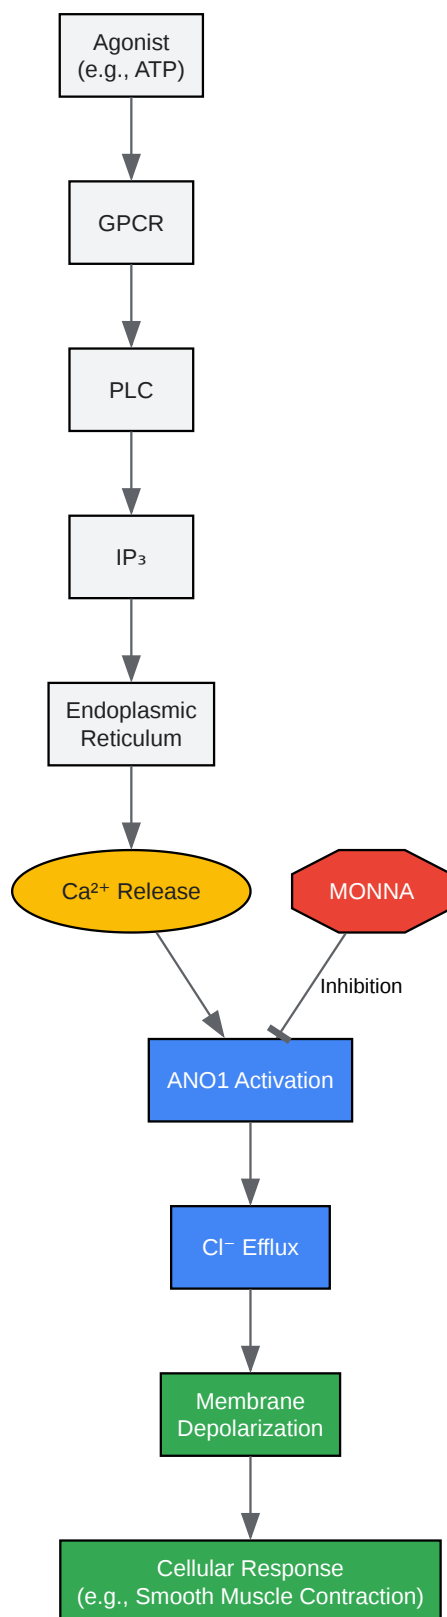 Agonist
(e.g., ATP)
GPCR
PLC
IP₃
Endoplasmic
Reticulum
Ca²⁺ Release
MONNA
Inhibition
ANO1 Activation
Cl⁻ Efflux
Membrane
Depolarization
Cellular Response
(e.g., Smooth Muscle Contraction)